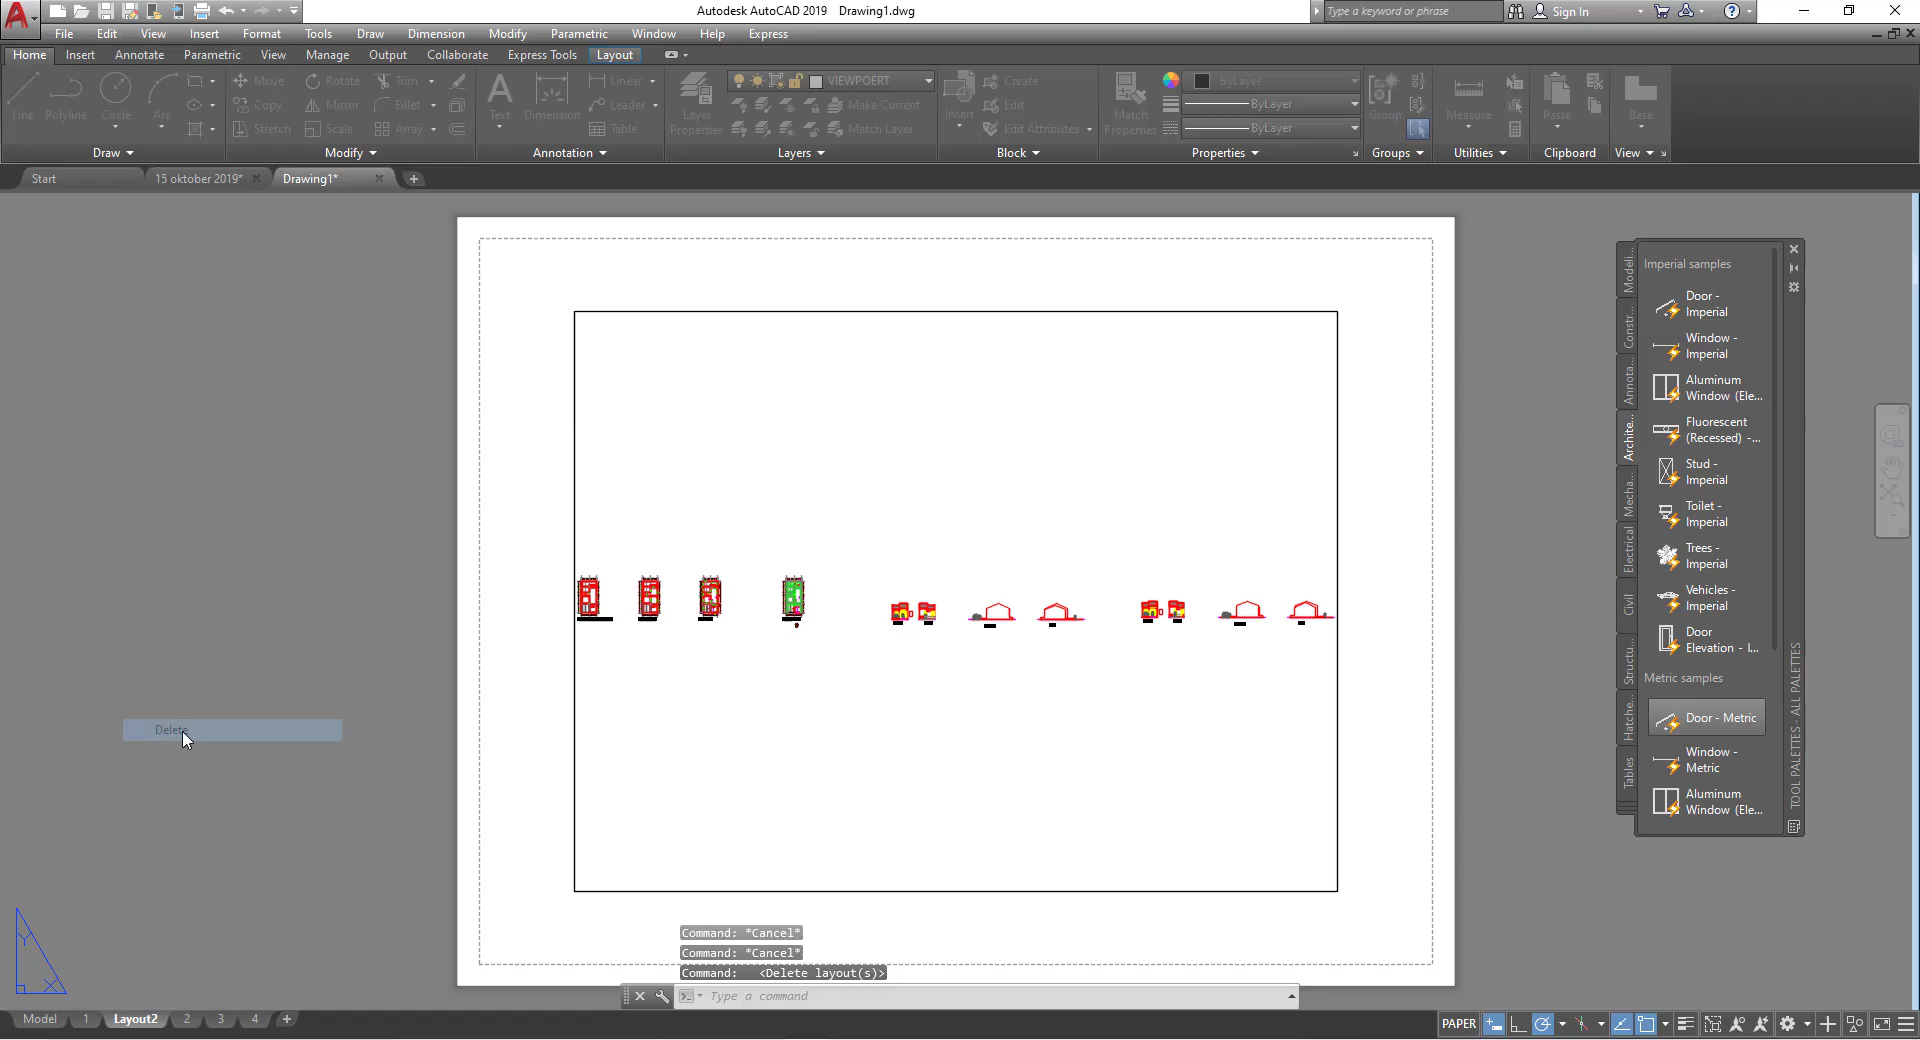 Autodesk AutoCAD 2019 Drawing1.dwg
Type a keyword or phrase
Sign In
File Edit View Insert Format Tools Draw Dimension Modify Parametric Window Help Express
Home Insert Annotate Parametric View Manage Output Collaborate Express Tools Layout
Line Polyline Circle Arc
Move Rotate Trim
Copy Mirror Fillet
Stretch Scale Array
Text Dimension
Linear
Leader
Table
Layer
Properties
VIEWPOERT
Make Current
Match Layer
Insert
Create
Edit
Edit Attributes
Match
Properties
ByLayer
ByLayer
ByLayer
Group
Measure
Paste
Base
Draw Modify Annotation Layers Block Properties Groups Utilities Clipboard View
Start 15 oktober 2019* Drawing1*
Delete
Modeli...
Constr...
Annota...
Archite...
Mecha...
Electrical
Civil
Structu...
Hatche...
Tables
Imperial samples
Door -
Imperial
Window -
Imperial
Aluminum
Window (Ele...
Fluorescent
(Recessed) -...
Stud -
Imperial
Toilet -
Imperial
Trees -
Imperial
Vehicles -
Imperial
Door
Elevation - I...
Metric samples
Door - Metric
Window -
Metric
Aluminum
Window (Ele...
TOOL PALETTES - ALL PALETTES
Y
X
Command: *Cancel*
Command: *Cancel*
Command: <Delete layout(s)>
Type a command
Model 1 Layout2 2 3 4 +
PAPER